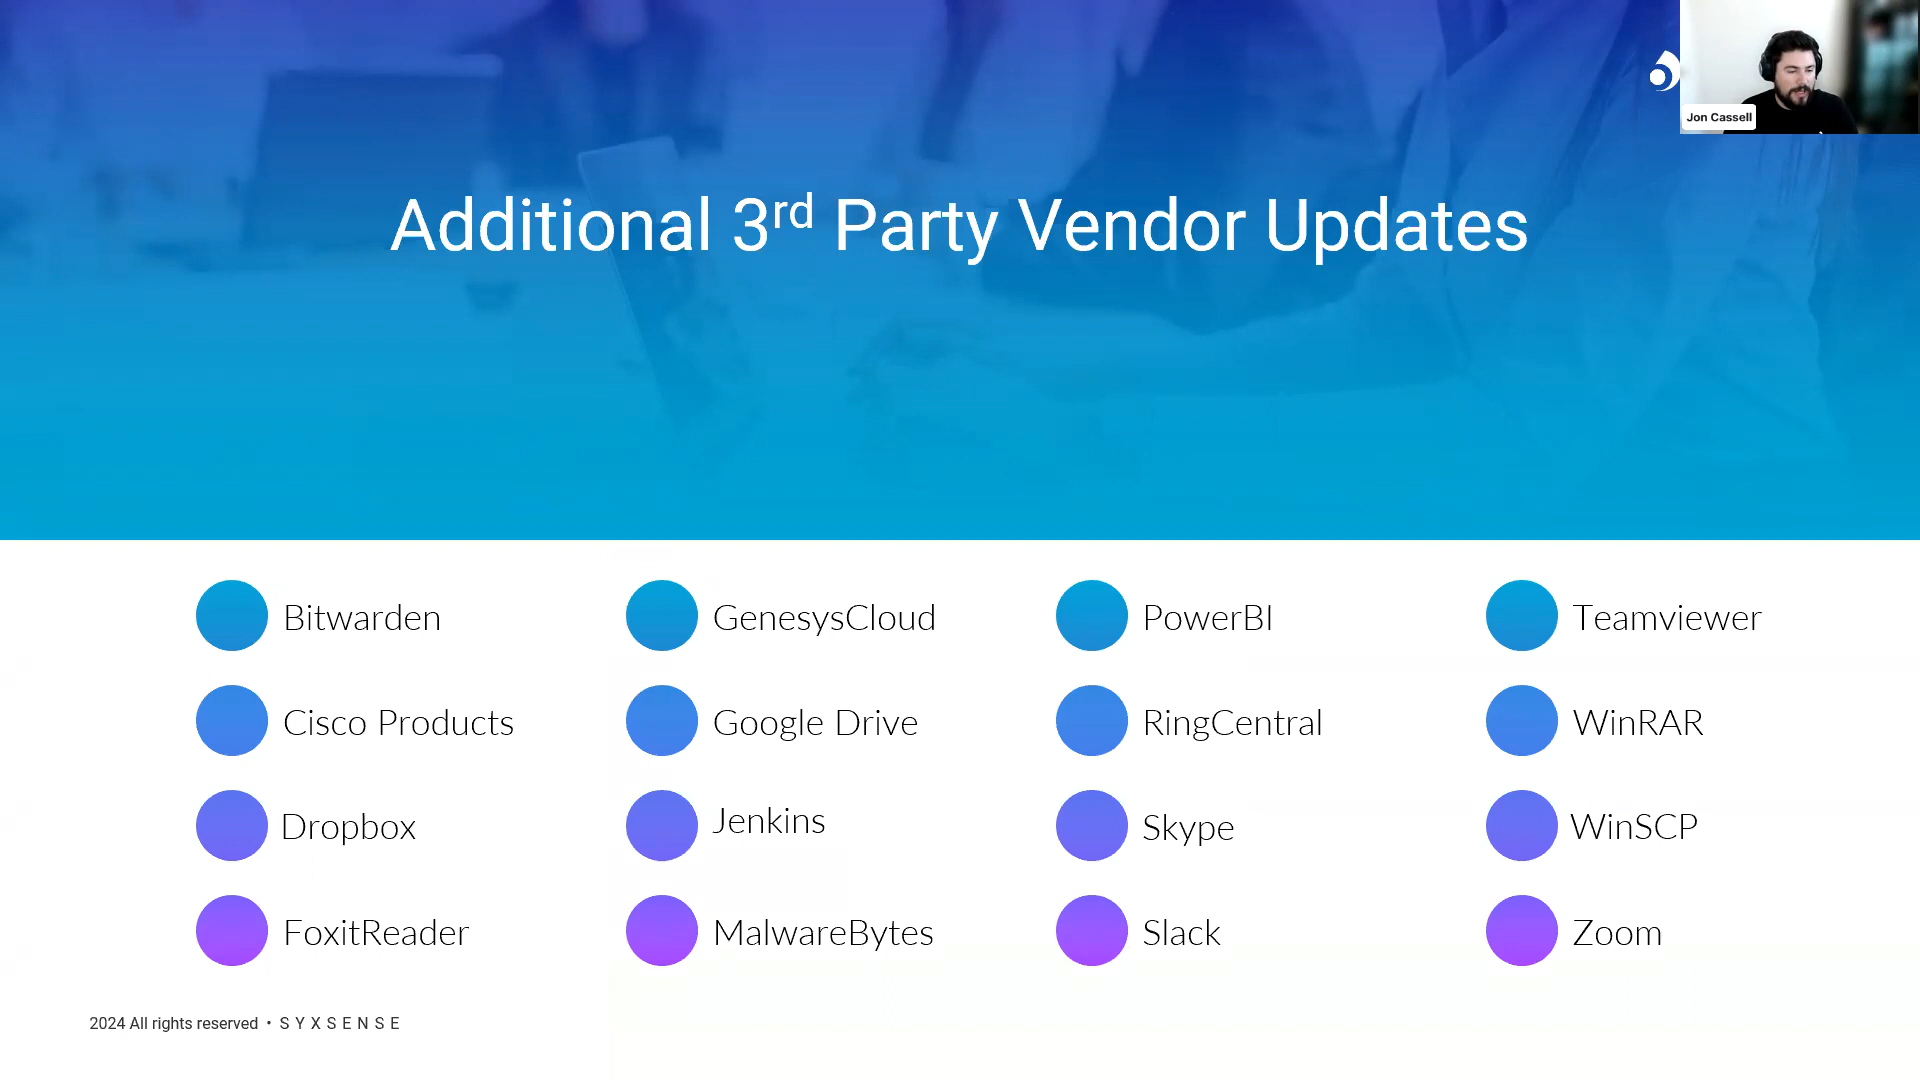 Jon Cassell
Additional 3rd Party Vendor Updates
Bitwarden
GenesysCloud
PowerBI
Teamviewer
Cisco Products
Google Drive
RingCentral
WinRAR
Dropbox
Jenkins
Skype
WinSCP
FoxitReader
MalwareBytes
Slack
Zoom
2024 All rights reserved • SYXSENSE